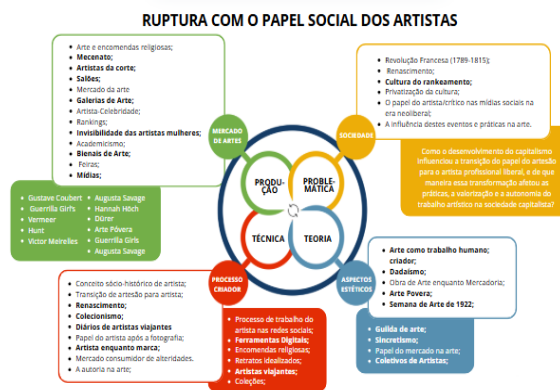 RUPTURA COM O PAPEL SOCIAL DOS ARTISTAS
Arte e encomendas religiosas;
Mecenato;
Artistas da corte;
Salões;
Mercado da arte
Galerias de Arte;
Artista-Celebridade;
Rankings;
Invisibilidade das artistas mulheres;
Academicismo;
Bienais de Arte;
Feiras;
Mídias;
MERCADO
DE ARTES
Gustave Coubert
Guerrilla Girl's
Vermeer
Hunt
Victor Meirelles
Augusta Savage
Hannah Höch
Dürer
Arte Póvera
Guerrilla Girls
Augusta Savage
Revolução Francesa (1789-1815);
Renascimento;
Cultura do rankeamento;
Privatização da cultura;
O papel do artista/crítico nas mídias sociais na
era neoliberal;
A influência destes eventos e práticas na arte.
SOCIEDADE
Como o desenvolvimento do capitalismo
influenciou a transição do papel do artesão
para o artista profissional liberal, e de que
maneira essa transformação afetou as
práticas, a valorização e a autonomia do
trabalho artístico na sociedade capitalista?
PRODU-
ÇÃO
PROBLE-
MÁTICA
TÉCNICA
TEORIA
PROCESSO
CRIADOR
Conceito sócio-histórico de artista;
Transição de artesão para artista;
Renascimento;
Colecionismo;
Diários de artistas viajantes
Papel do artista após a fotografia;
Artista enquanto marca;
Mercado consumidor de alteridades.
A autoria na arte;
Processo de trabalho do
artista nas redes sociais;
Ferramentas Digitais;
Encomendas religiosas;
Retratos idealizados;
Artistas viajantes;
Coleções;
ASPECTOS
ESTÉTICOS
Arte como trabalho humano;
criador;
Dadaísmo;
Obra de Arte enquanto Mercadoria;
Arte Povera;
Semana de Arte de 1922;
Guilda de arte;
Sincretismo;
Papel do mercado na arte;
Coletivos de Artistas;